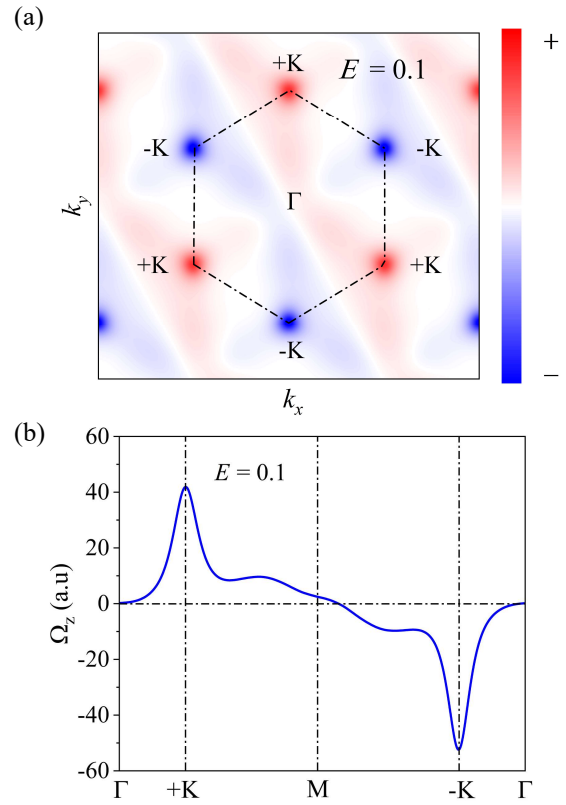 (a)
+K
E = 0.1
+
-K
-K
Γ
k_y
+K
+K
-K
−
k_x
(b)
60
E = 0.1
40
20
0
-20
-40
-60
Ω_z (a.u)
Γ
+K
M
-K
Γ